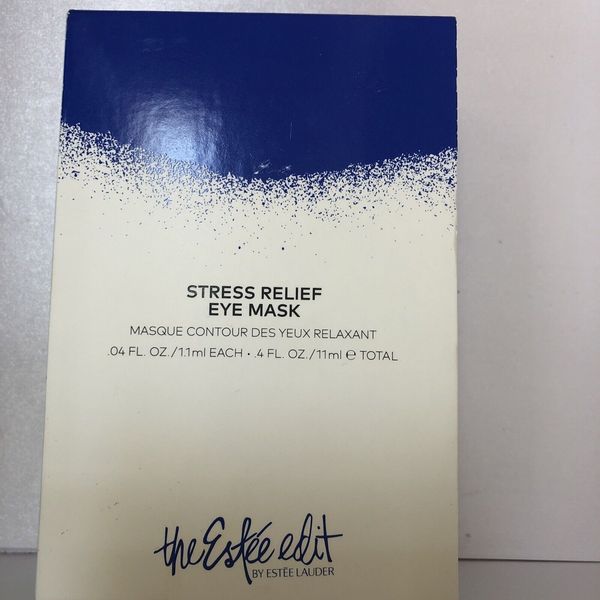 STRESS RELIEF
EYE MASK
MASQUE CONTOUR DES YEUX RELAXANT
.04 FL. OZ./1.1ml EACH • .4 FL. OZ./11ml ℮ TOTAL
the Estée edit
BY ESTĒE LAUDER